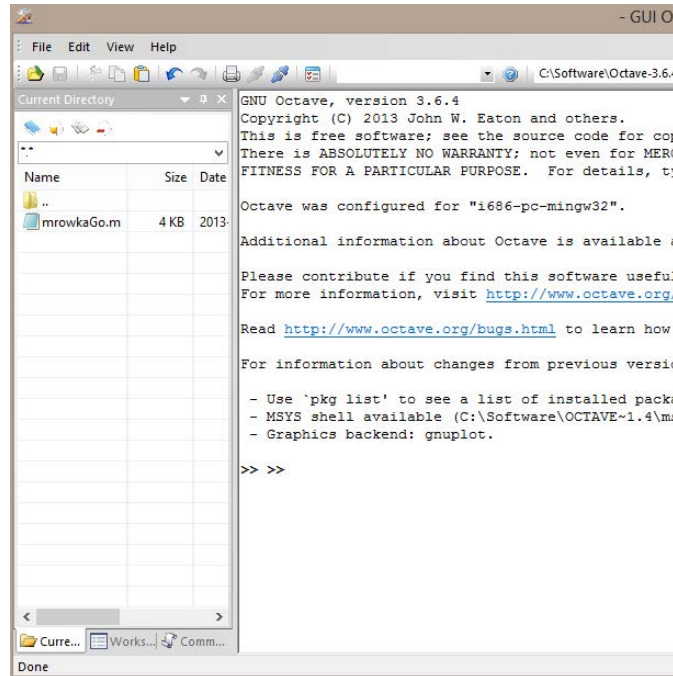 - GUI O
File Edit View Help
C:\Software\Octave-3.6.4
Current Directory
*.*
Name Size Date
..
mrowkaGo.m 4 KB 2013-
Curre... Works... Comm...
Done
GNU Octave, version 3.6.4
Copyright (C) 2013 John W. Eaton and others.
This is free software; see the source code for cop
There is ABSOLUTELY NO WARRANTY; not even for MERC
FITNESS FOR A PARTICULAR PURPOSE. For details, ty
Octave was configured for "i686-pc-mingw32".
Additional information about Octave is available a
Please contribute if you find this software useful
For more information, visit http://www.octave.org/
Read http://www.octave.org/bugs.html to learn how
For information about changes from previous versio
- Use `pkg list' to see a list of installed packa
- MSYS shell available (C:\Software\OCTAVE~1.4\ms
- Graphics backend: gnuplot.
>> >>